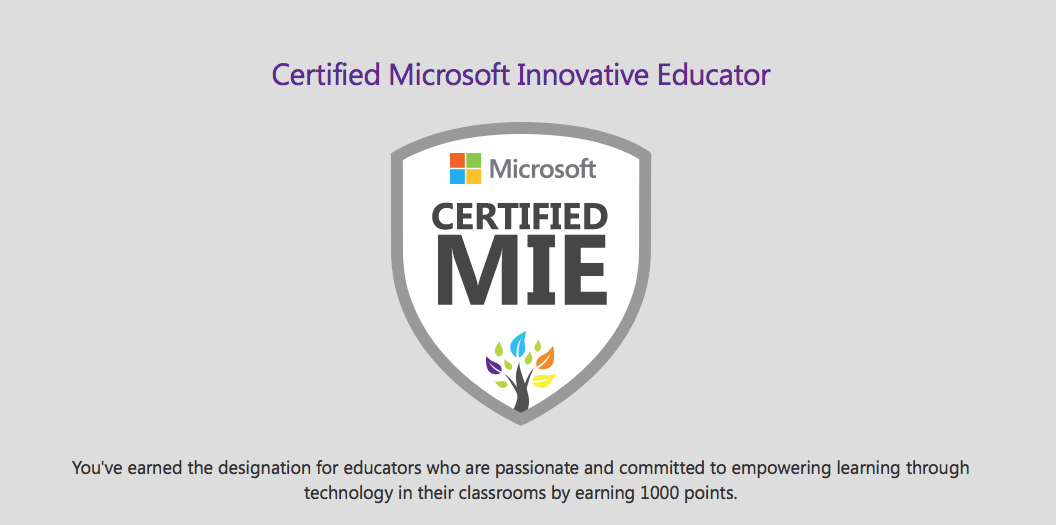 Certified Microsoft Innovative Educator
Microsoft
CERTIFIED
MIE
You've earned the designation for educators who are passionate and committed to empowering learning through
technology in their classrooms by earning 1000 points.